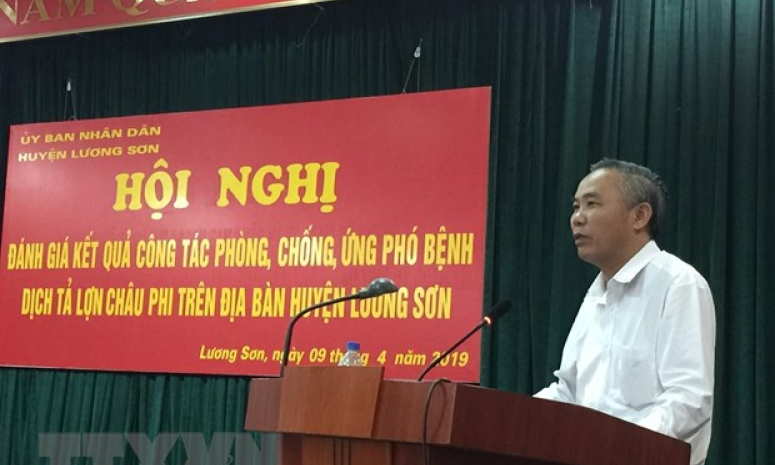 ỦY BAN NHÂN DÂN
HUYỆN LƯƠNG SƠN
HỘI NGHỊ
ĐÁNH GIÁ KẾT QUẢ CÔNG TÁC PHÒNG, CHỐNG, ỨNG PHÓ BỆNH
DỊCH TẢ LỢN CHÂU PHI TRÊN ĐỊA BÀN HUYỆN LƯƠNG SƠN
Lương Sơn, ngày 09 tháng 4 năm 2019